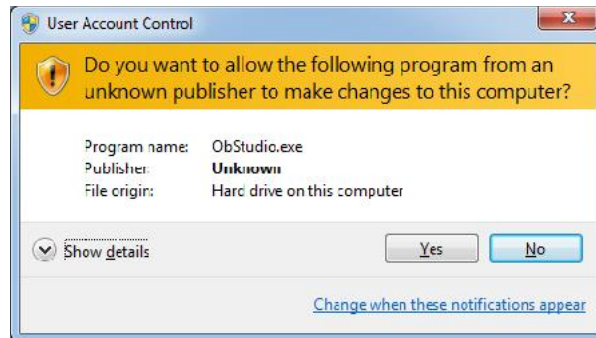 User Account Control
Do you want to allow the following program from an
unknown publisher to make changes to this computer?
Program name: ObStudio.exe
Publisher: Unknown
File origin: Hard drive on this computer
Show details
Yes No
Change when these notifications appear